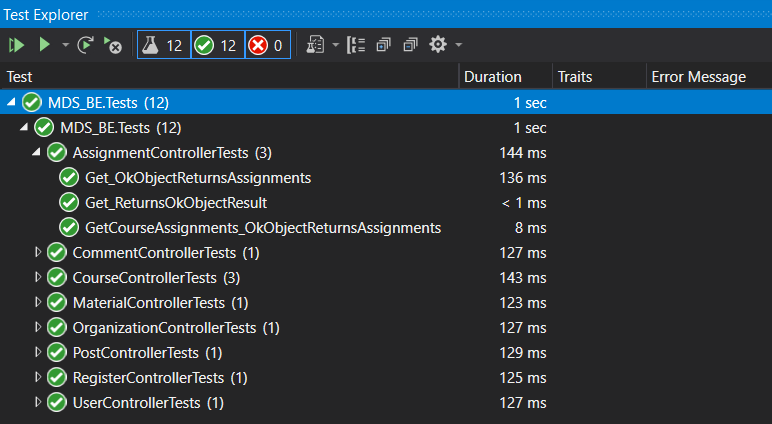 Test Explorer
12 12 0
Test Duration Traits Error Message
MDS_BE.Tests (12) 1 sec
MDS_BE.Tests (12) 1 sec
AssignmentControllerTests (3) 144 ms
Get_OkObjectReturnsAssignments 136 ms
Get_ReturnsOkObjectResult < 1 ms
GetCourseAssignments_OkObjectReturnsAssignments 8 ms
CommentControllerTests (1) 127 ms
CourseControllerTests (3) 143 ms
MaterialControllerTests (1) 123 ms
OrganizationControllerTests (1) 127 ms
PostControllerTests (1) 129 ms
RegisterControllerTests (1) 125 ms
UserControllerTests (1) 127 ms